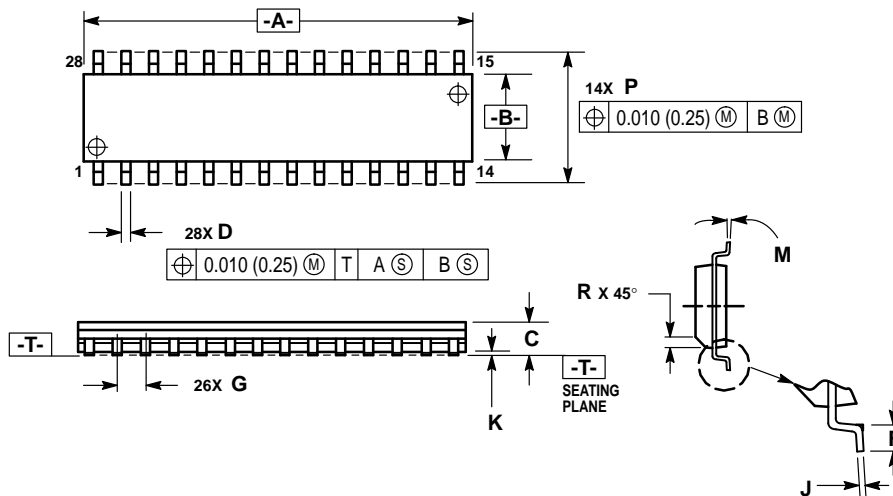 -A-
28
15
14X P
⌖ 0.010 (0.25) Ⓜ B Ⓜ
-B-
1
14
28X D
⌖ 0.010 (0.25) Ⓜ T A Ⓢ B Ⓢ
M
R X 45°
C
-T-
-T-
SEATING
PLANE
26X G
K
J